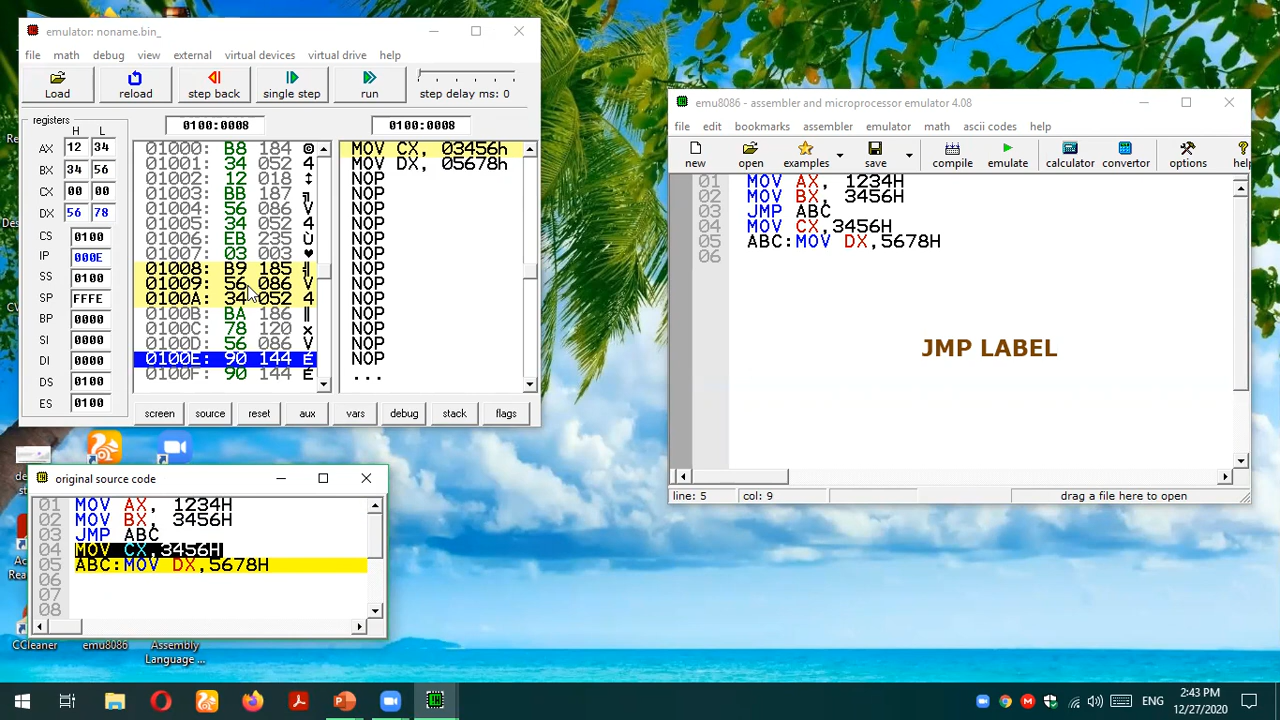 emulator: noname.bin_
file math debug view external virtual devices virtual drive help
Load reload step back single step run step delay ms: 0
registers
H L
0100:0008 0100:0008
AX 12 34
BX 34 56
CX 00 00
DX 56 78
CS 0100
IP 000E
SS 0100
SP FFFE
BP 0000
SI 0000
DI 0000
DS 0100
ES 0100
01000: B8 184
01001: 34 052 4
01002: 12 018 ↕
01003: BB 187 ╗
01004: 56 086 V
01005: 34 052 4
01006: EB 235
01007: 03 003 ♥
01008: B9 185 ╣
01009: 56 086 V
0100A: 34 052 4
0100B: BA 186 ║
0100C: 78 120 x
0100D: 56 086 V
0100E: 90 144 É
0100F: 90 144 É
MOV CX, 03456h
MOV DX, 05678h
NOP
NOP
NOP
NOP
NOP
NOP
NOP
NOP
NOP
NOP
NOP
NOP
NOP
...
screen source reset aux vars debug stack flags
emu8086 - assembler and microprocessor emulator 4.08
file edit bookmarks assembler emulator math ascii codes help
new open examples save compile emulate calculator convertor options help
01 MOV AX, 1234H
02 MOV BX, 3456H
03 JMP ABC
04 MOV CX,3456H
05 ABC:MOV DX,5678H
06
JMP LABEL
line: 5 col: 9 drag a file here to open
original source code
01 MOV AX, 1234H
02 MOV BX, 3456H
03 JMP ABC
04 MOV CX,3456H
05 ABC:MOV DX,5678H
06
07
08
CCleaner emu8086 Assembly
Language ...
ENG
2:43 PM
12/27/2020